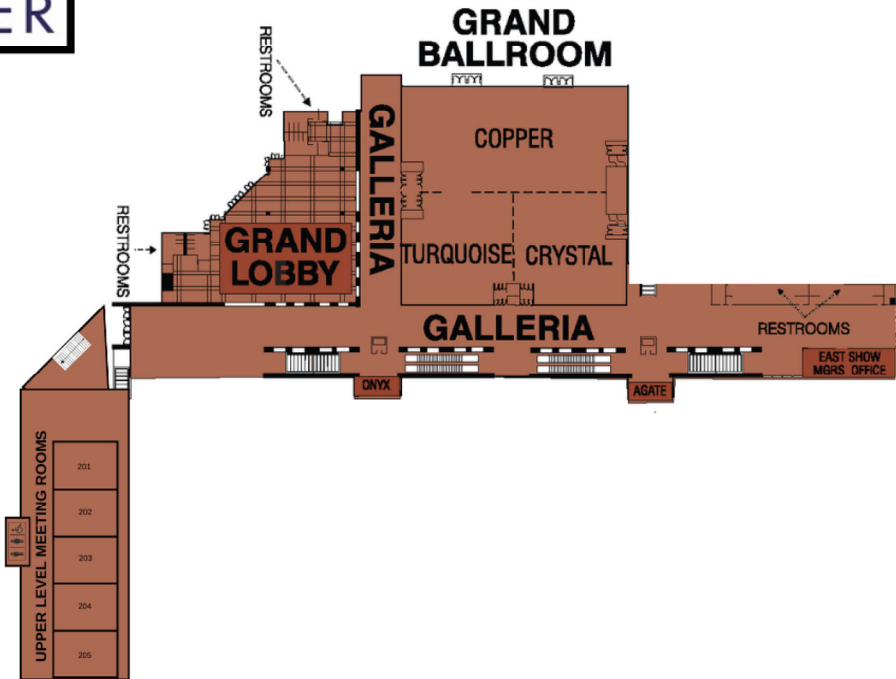 ER
GRAND
BALLROOM
RESTROOMS
GALLERIA
COPPER
RESTROOMS
GRAND
LOBBY
TURQUOISE
CRYSTAL
GALLERIA
RESTROOMS
EAST SHOW
MGRS OFFICE
ONYX
AGATE
UPPER LEVEL MEETING ROOMS
201
202
203
204
205